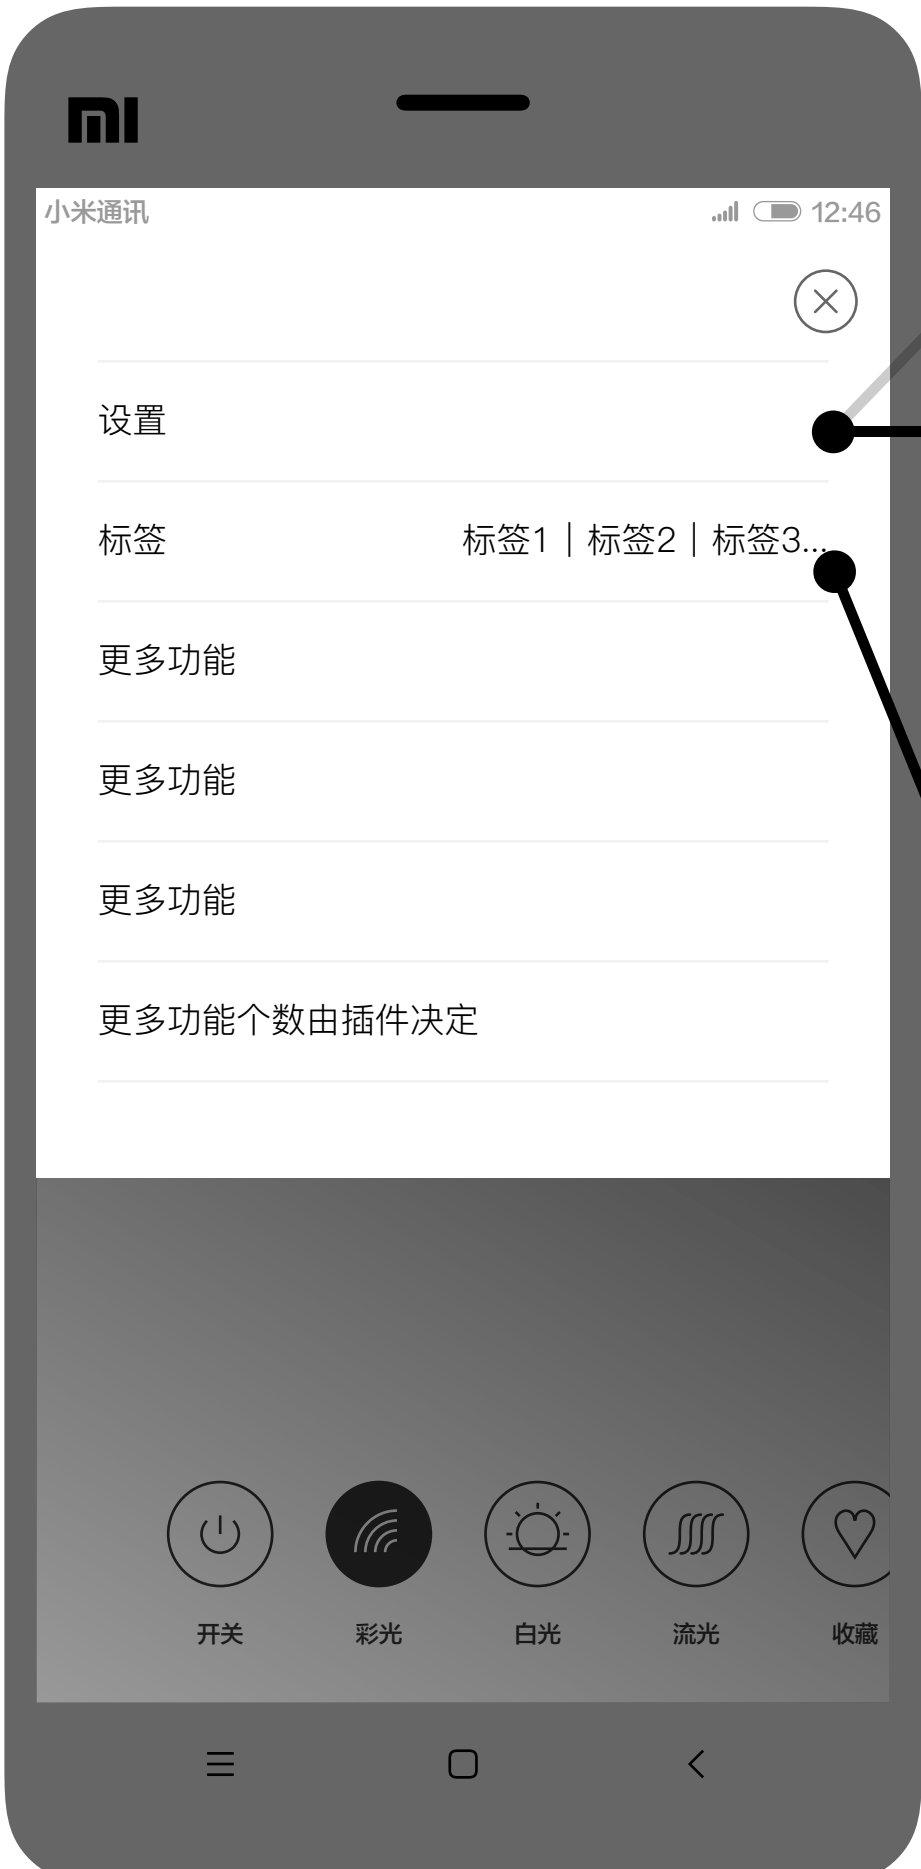 mi
小米通讯 12:46
设置
标签 标签1｜标签2｜标签3...
更多功能
更多功能
更多功能
更多功能个数由插件决定
开关 彩光 白光 流光 收藏